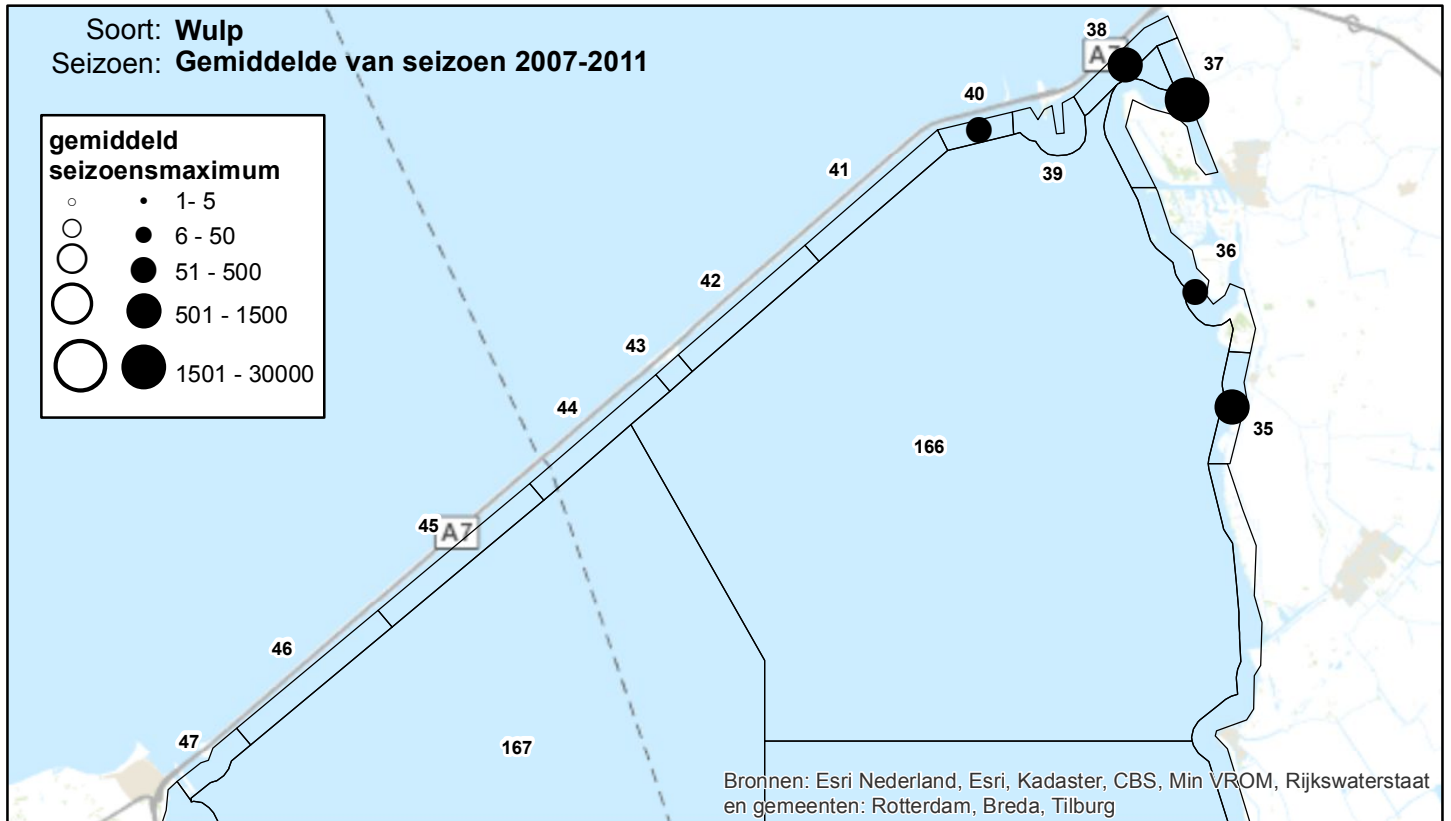 Soort: Wulp
Seizoen: Gemiddelde van seizoen 2007-2011
gemiddeld
seizoensmaximum
1- 5
6 - 50
51 - 500
501 - 1500
1501 - 30000
38
A7
37
40
41
39
36
42
43
44
35
166
45
A7
46
47
167
Bronnen: Esri Nederland, Esri, Kadaster, CBS, Min VROM, Rijkswaterstaat
en gemeenten: Rotterdam, Breda, Tilburg